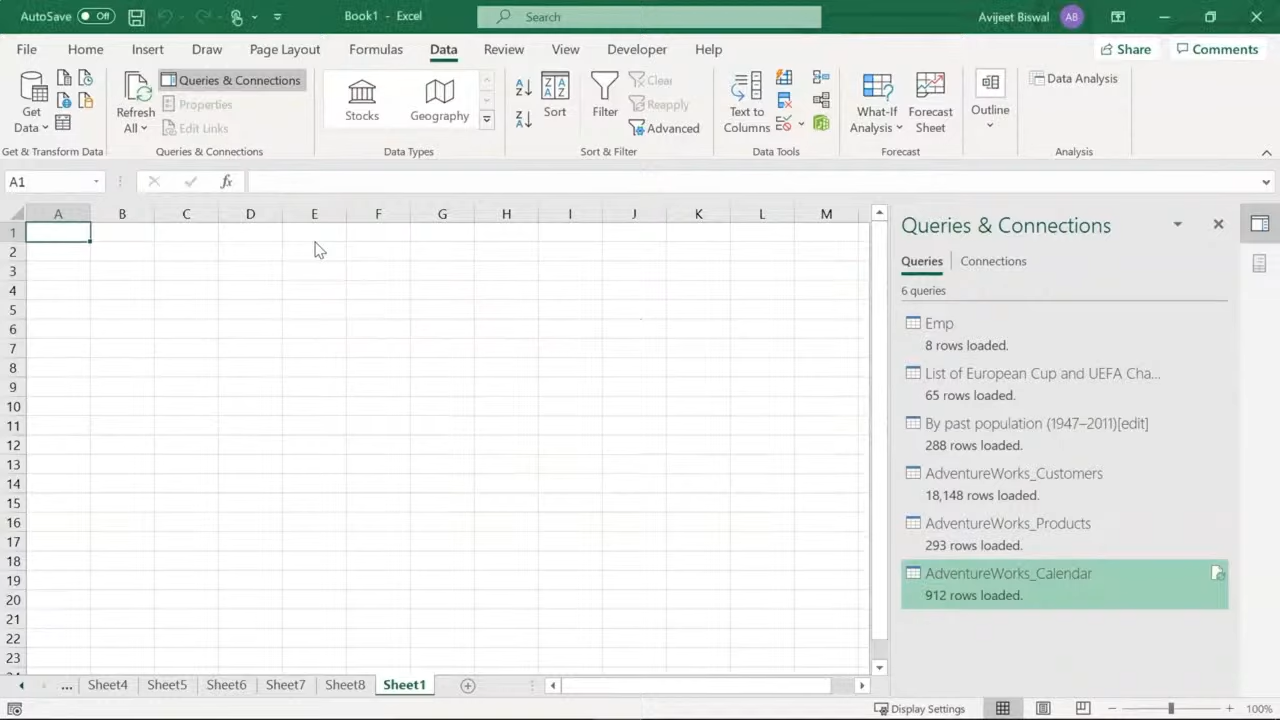 AutoSave Off Book1 - Excel Search Avijeet Biswal AB
File Home Insert Draw Page Layout Formulas Data Review View Developer Help Share Comments
Get Data
Refresh All
Queries & Connections
Properties
Edit Links
Stocks
Geography
Sort
Filter
Clear
Reapply
Advanced
Text to Columns
What-If Analysis
Forecast Sheet
Outline
Data Analysis
Get & Transform Data Queries & Connections Data Types Sort & Filter Data Tools Forecast Analysis
A1 fx
A B C D E F G H I J K L M
1
2
3
4
5
6
7
8
9
10
11
12
13
14
15
16
17
18
19
20
21
22
23
Queries & Connections
Queries Connections
6 queries
Emp
8 rows loaded.
List of European Cup and UEFA Cha...
65 rows loaded.
By past population (1947–2011)[edit]
288 rows loaded.
AdventureWorks_Customers
18,148 rows loaded.
AdventureWorks_Products
293 rows loaded.
AdventureWorks_Calendar
912 rows loaded.
... Sheet4 Sheet5 Sheet6 Sheet7 Sheet8 Sheet1
Display Settings 100%